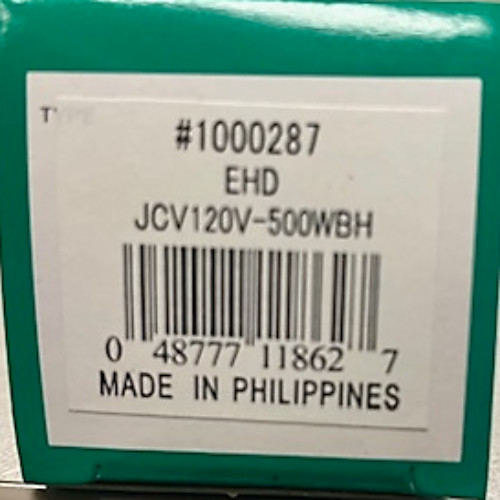 TYPE
#1000287
EHD
JCV120V-500WBH
0 48777 11862 7
MADE IN PHILIPPINES